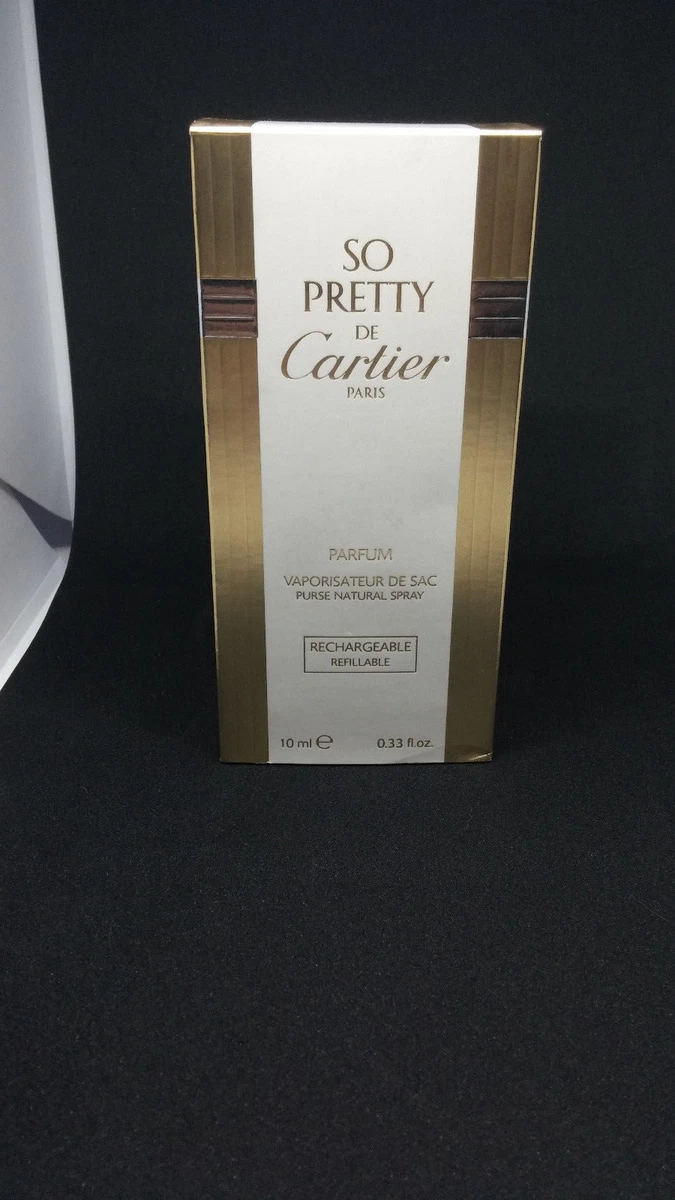 SO
PRETTY
DE
Cartier
PARIS
PARFUM
VAPORISATEUR DE SAC
PURSE NATURAL SPRAY
RECHARGEABLE
REFILLABLE
10 ml ℮ 0.33 fl.oz.